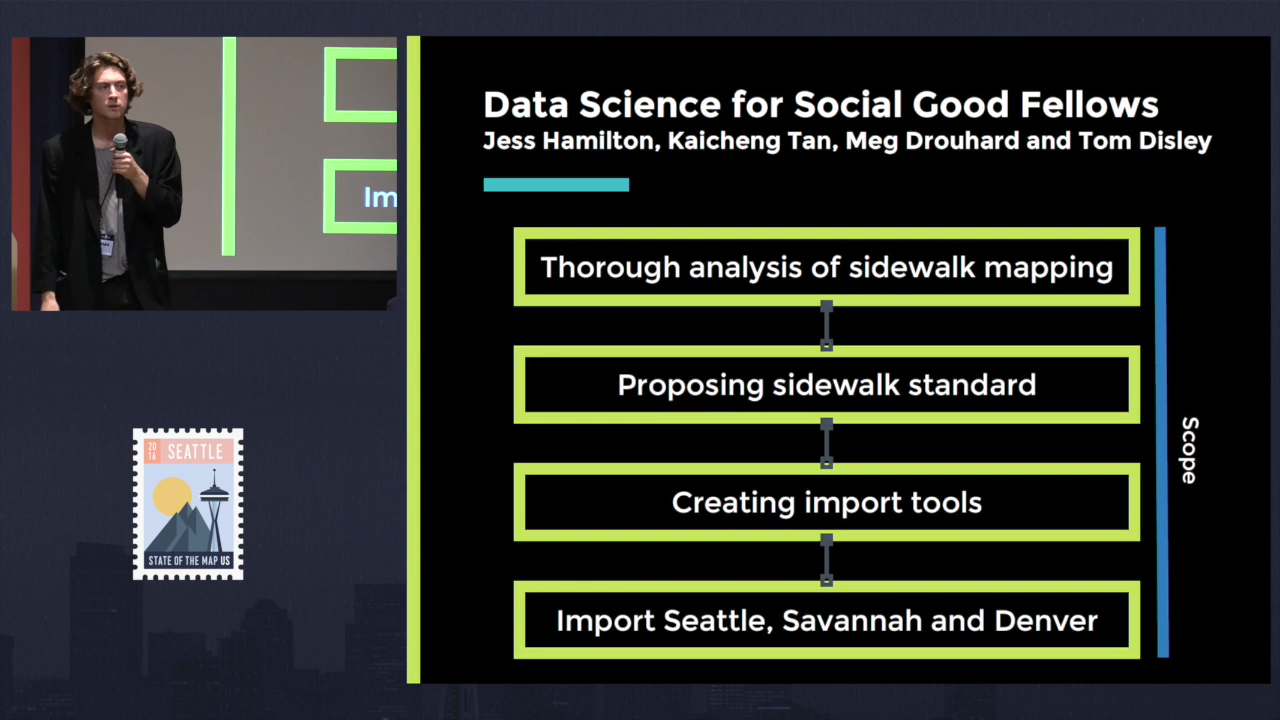 Data Science for Social Good Fellows
Jess Hamilton, Kaicheng Tan, Meg Drouhard and Tom Disley
Thorough analysis of sidewalk mapping
Proposing sidewalk standard
Creating import tools
Import Seattle, Savannah and Denver
Scope
Im
2016
SEATTLE
STATE OF THE MAP US